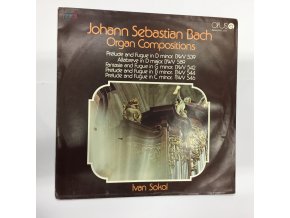 OPUS
Johann Sebastian Bach
Organ Compositions
Prelude and Fugue in D minor, BWV 539
Allabreve in D major BWV 589
Fantasia and Fugue in G minor, BWV 542
Prelude and Fugue in B minor, BWV 544
Prelude and Fugue in C minor, BWV 546
Ivan Sokol